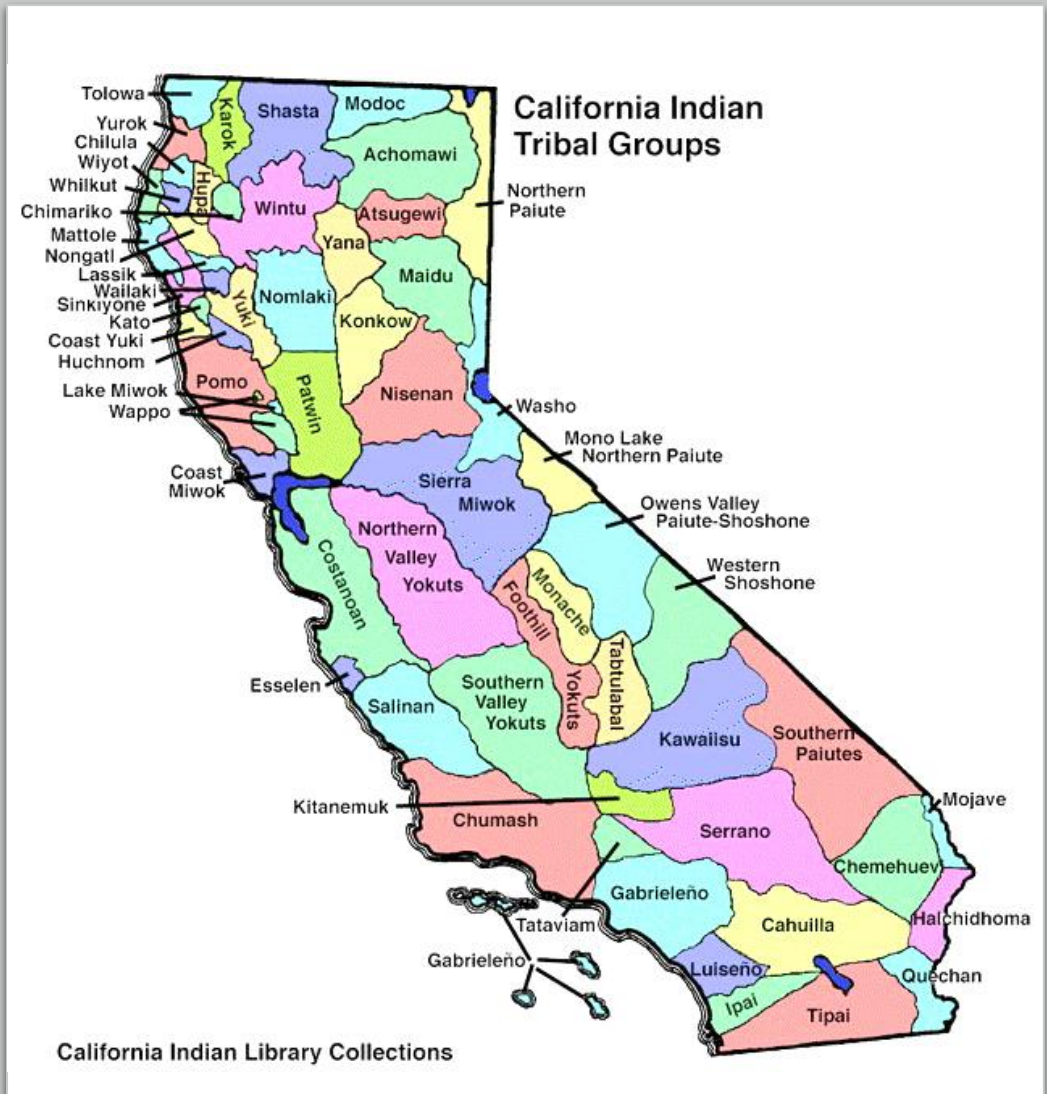 California Indian
Tribal Groups
Tolowa
Yurok
Chilula
Wiyot
Whilkut
Chimariko
Mattole
Nongatl
Lassik
Wailaki
Sinkiyone
Kato
Coast Yuki
Huchnom
Lake Miwok
Wappo
Coast
Miwok
Karok
Shasta
Modoc
Achomawi
Hupa
Wintu
Atsugewi
Northern
Paiute
Yana
Maidu
Yuki
Nomlaki
Konkow
Pomo
Patwin
Nisenan
Washo
Mono Lake
Northern Paiute
Sierra
Miwok
Owens Valley
Paiute-Shoshone
Northern
Valley
Yokuts
Costanoan
Western
Shoshone
Monache
Foothill
Yokuts
Tabtulabal
Esselen
Salinan
Southern
Valley
Yokuts
Kawaiisu
Southern
Paiutes
Kitanemuk
Chumash
Serrano
Mojave
Chemehuevi
Gabrieleño
Tataviam
Cahuilla
Halchidhoma
Gabrieleño
Luiseño
Quechan
Ipai
Tipai
California Indian Library Collections